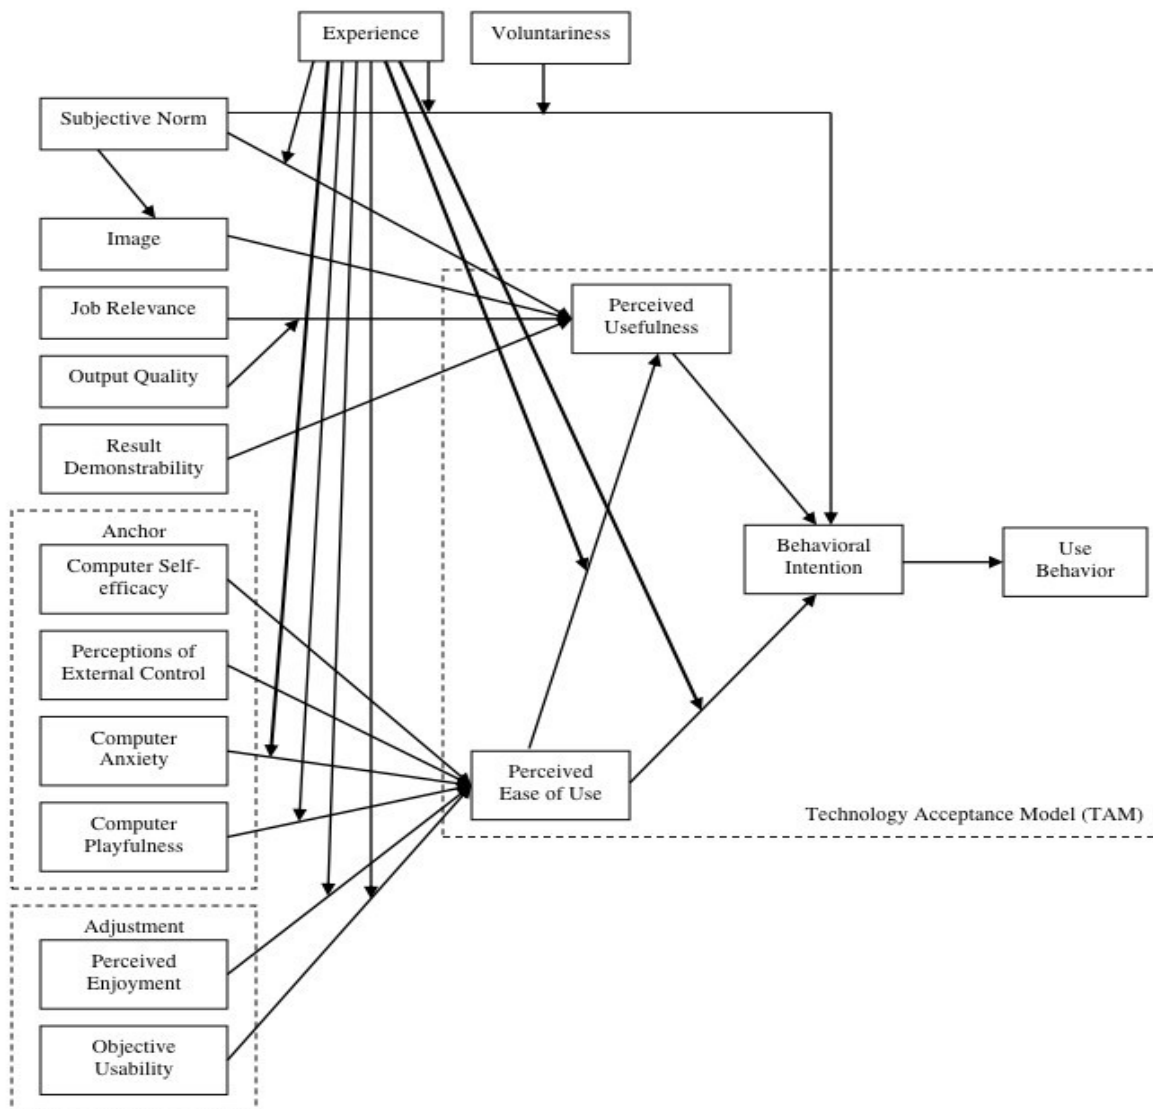 Experience
Voluntariness
Subjective Norm
Image
Job Relevance
Output Quality
Result
Demonstrability
Anchor
Computer Self-
efficacy
Perceptions of
External Control
Computer
Anxiety
Computer
Playfulness
Adjustment
Perceived
Enjoyment
Objective
Usability
Perceived
Usefulness
Perceived
Ease of Use
Behavioral
Intention
Use
Behavior
Technology Acceptance Model (TAM)